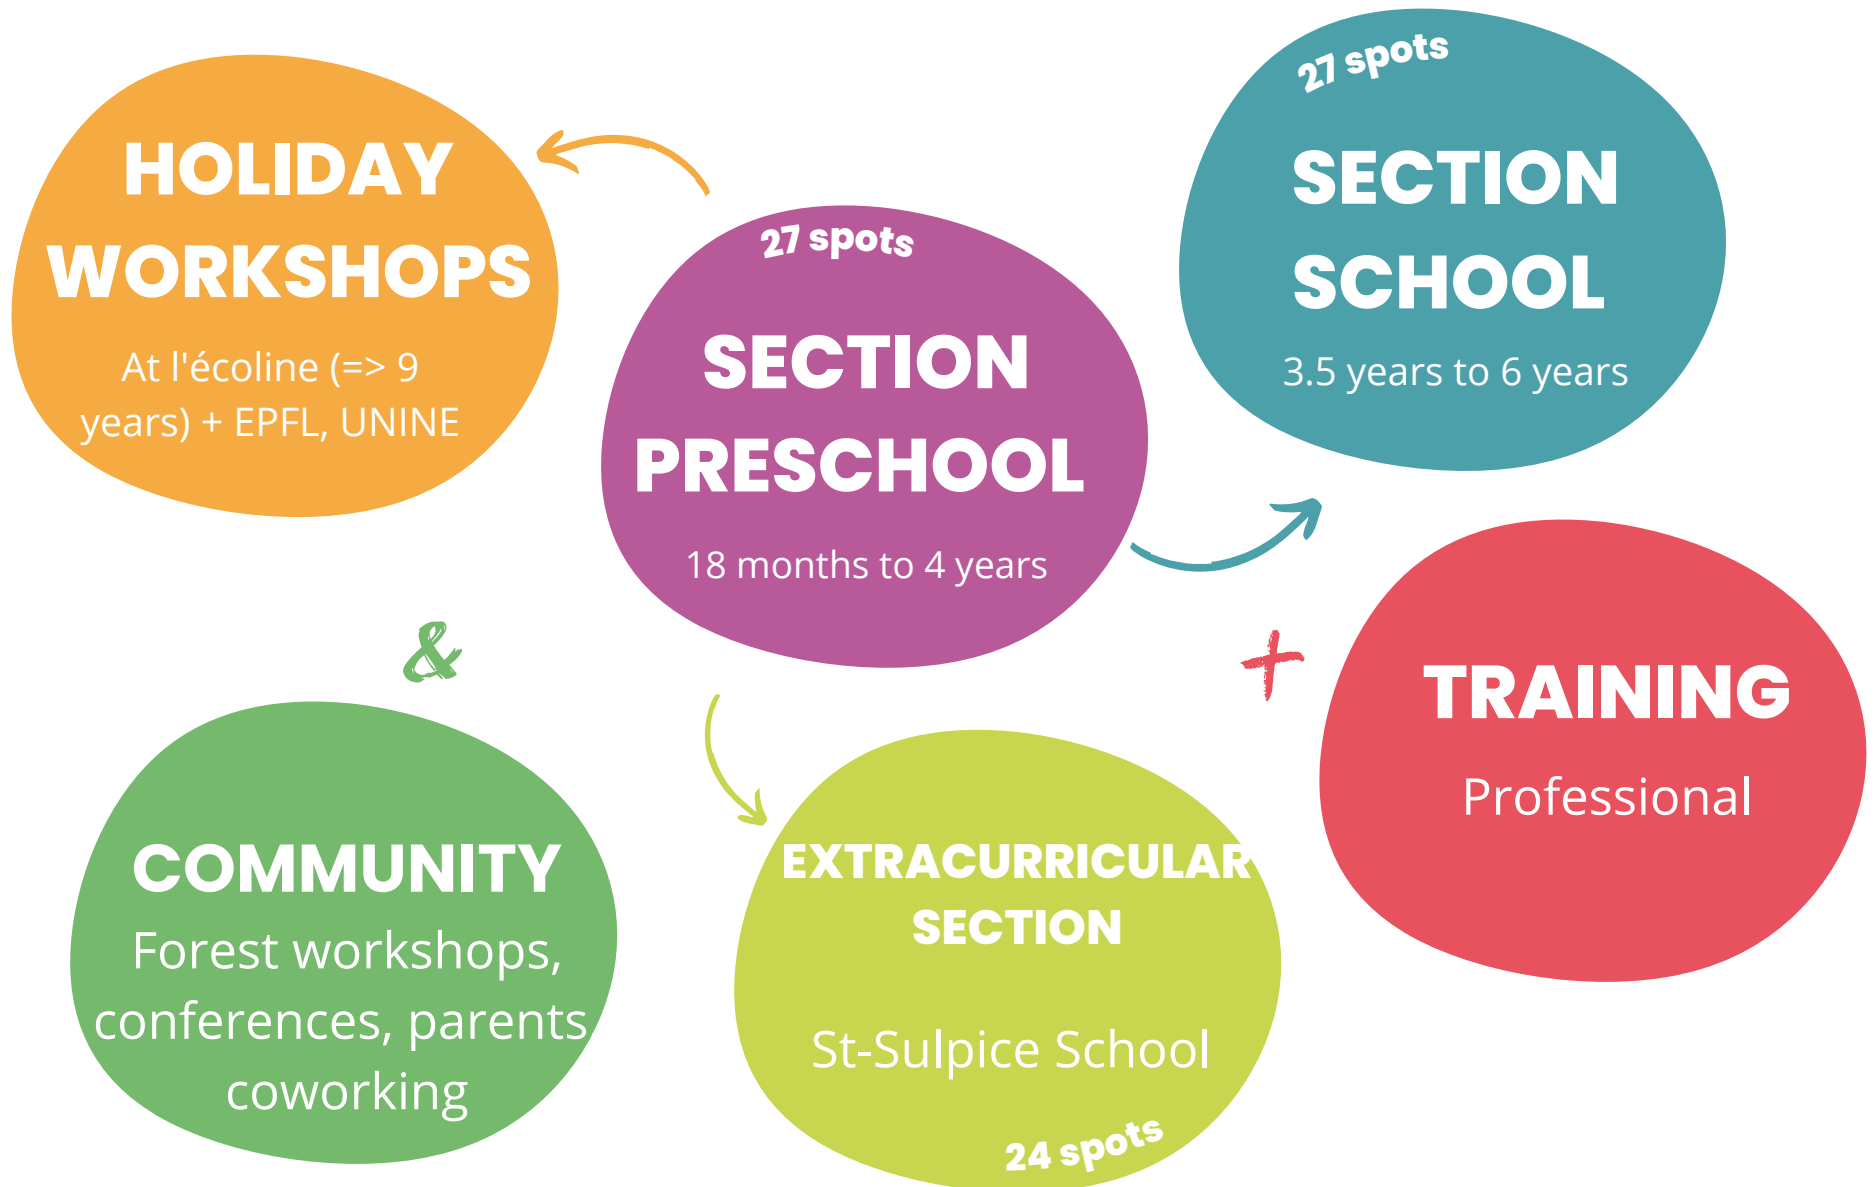 HOLIDAY
WORKSHOPS
At l'écoline (=> 9
years) + EPFL, UNINE
27 spots
SECTION
PRESCHOOL
18 months to 4 years
27 spots
SECTION
SCHOOL
3.5 years to 6 years
&
+
TRAINING
Professional
COMMUNITY
Forest workshops,
conferences, parents
coworking
EXTRACURRICULAR
SECTION
St-Sulpice School
24 spots